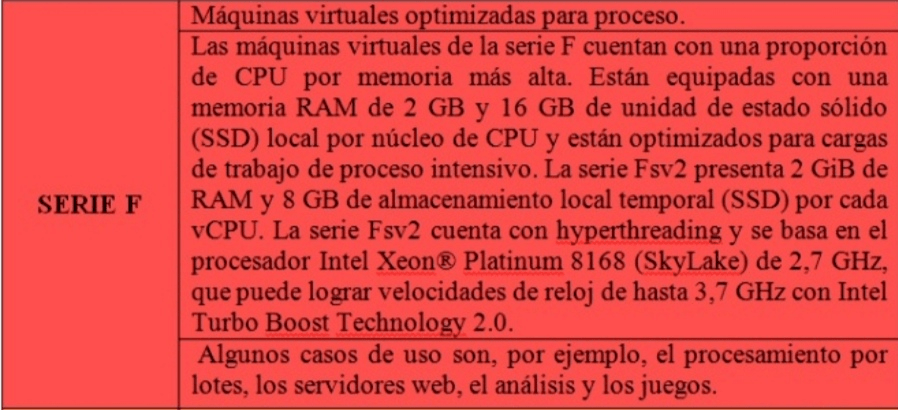 Máquinas virtuales optimizadas para proceso.
Las máquinas virtuales de la serie F cuentan con una proporción
de CPU por memoria más alta. Están equipadas con una
memoria RAM de 2 GB y 16 GB de unidad de estado sólido
(SSD) local por núcleo de CPU y están optimizados para cargas
de trabajo de proceso intensivo. La serie Fsv2 presenta 2 GiB de
SERIE F
RAM y 8 GB de almacenamiento local temporal (SSD) por cada
vCPU. La serie Fsv2 cuenta con hyperthreading y se basa en el
procesador Intel Xeon® Platinum 8168 (SkyLake) de 2,7 GHz,
que puede lograr velocidades de reloj de hasta 3,7 GHz con Intel
Turbo Boost Technology 2.0.
Algunos casos de uso son, por ejemplo, el procesamiento por
lotes, los servidores web, el análisis y los juegos.